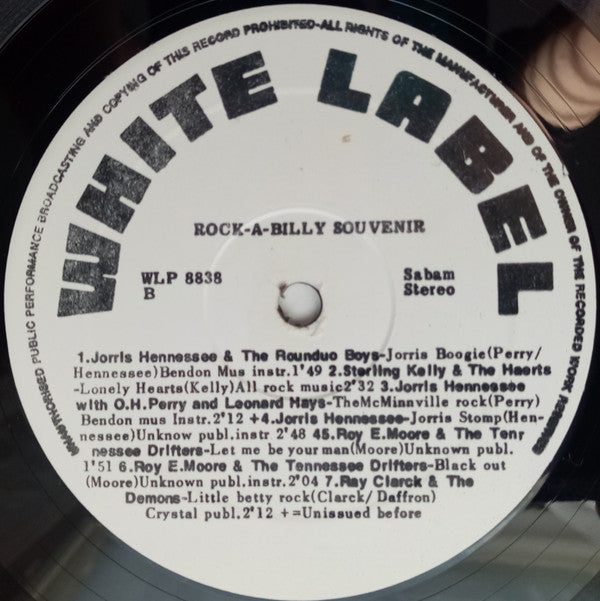 UNAUTHORISED PUBLIC PERFORMANCE BROADCASTING AND COPYING OF THIS RECORD PROHIBITED-ALL RIGHTS OF THE MANUFACTURER AND OF THE OWNER OF THE RECORDED WORK RESERVED
WHITE LABEL
ROCK-A-BILLY SOUVENIR
WLP 8838
B
Sabam
Stereo
1.Jorris Hennessee & The Rounduo Boys-Jorris Boogie(Perry/
Hennessee)Bendon Mus instr.1'49 2.Sterling Kelly & The Haerts
-Lonely Hearts(Kelly)All rock music2'32 3.Jorris Hennessee
with O.H.Perry and Leonard Hays-TheMcMinnville rock(Perry)
Bendon mus Instr.2'12 +4.Jorris Hennessee-Jorris Stomp(Hen-
nessee)Unknow publ.instr 2'48 45.Roy E.Moore & The Tenr
nessee Drifters-Let me be your man(Moore)Unknown publ.
1'51 6.Roy E.Moore & The Tennessee Drifters-Black out
(Moore)Unknown publ.instr.2'04 7.Ray Clarck & The
Demons-Little betty rock(Clarck/Daffron)
Crystal publ.2'12 +=Unissued before